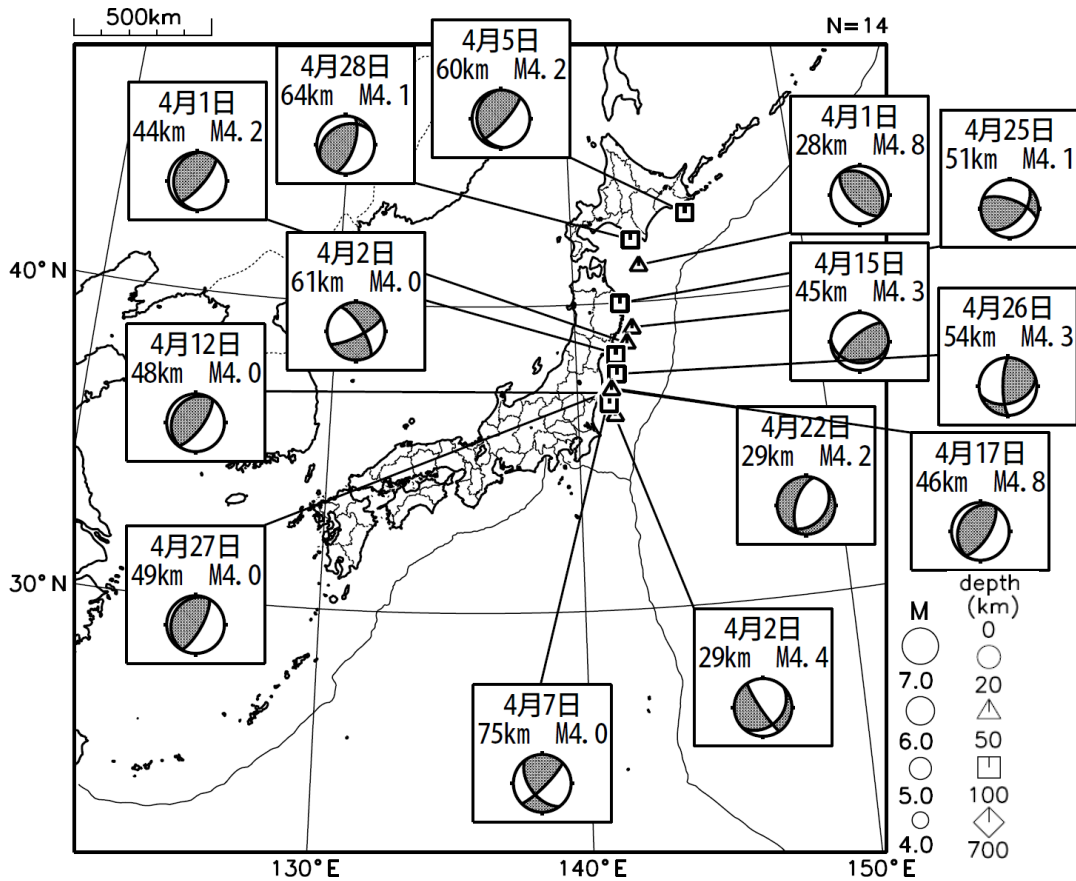 500km
N=14
4月5日
60km M4.2
4月28日
64km M4.1
4月1日
44km M4.2
4月1日
28km M4.8
4月25日
51km M4.1
4月2日
61km M4.0
4月15日
45km M4.3
4月26日
54km M4.3
4月12日
48km M4.0
4月22日
29km M4.2
4月17日
46km M4.8
4月27日
49km M4.0
4月2日
29km M4.4
4月7日
75km M4.0
40°N
30°N
130°E
140°E
150°E
M
7.0
6.0
5.0
4.0
depth
(km)
0
20
50
100
700